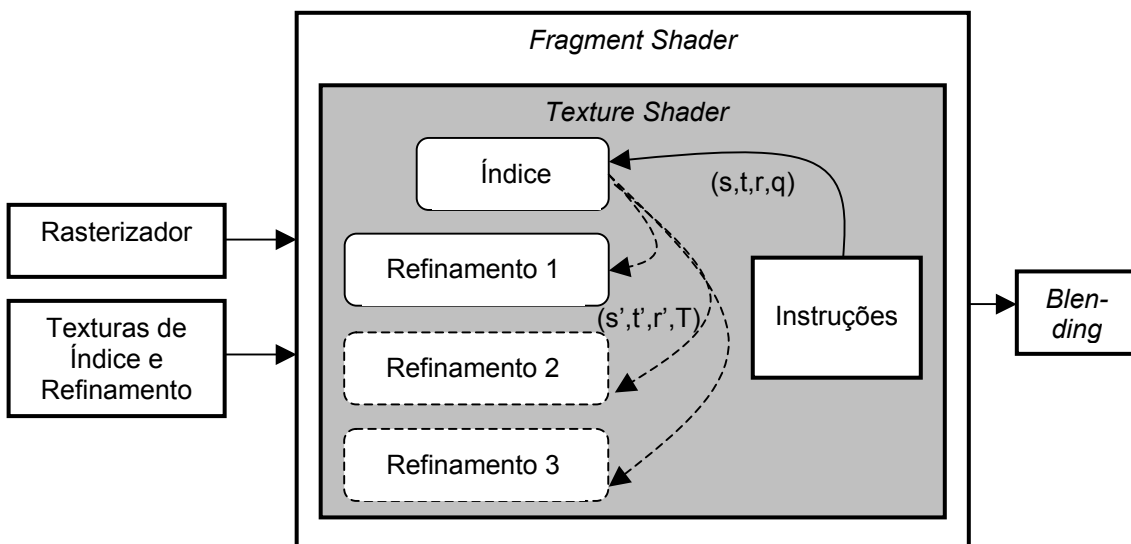 Fragment Shader
Texture Shader
Índice
(s,t,r,q)
Rasterizador
Refinamento 1
Texturas de
Índice e
Refinamento
(s’,t’,r’,T)
Instruções
Blen-
ding
Refinamento 2
Refinamento 3